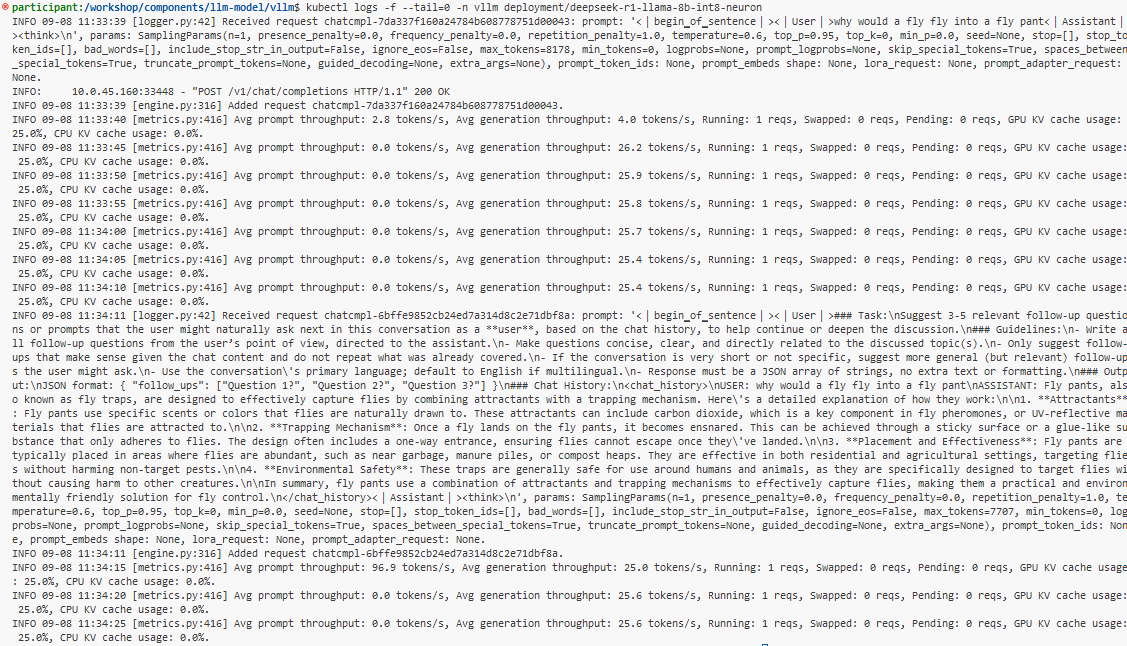 participant:/workshop/components/llm-model/vllm$ kubectl logs -f --tail=0 -n vllm deployment/deepseek-r1-llama-8b-int8-neuron
INFO 09-08 11:33:39 [logger.py:42] Received request chatcmpl-7da337f160a24784b608778751d00043: prompt: '<|begin_of_sentence|><|User|>why would a fly fly into a fly pant<|Assistant|
><think>\n', params: SamplingParams(n=1, presence_penalty=0.0, frequency_penalty=0.0, repetition_penalty=1.0, temperature=0.6, top_p=0.95, top_k=0, min_p=0.0, seed=None, stop=[], stop_to
ken_ids=[], bad_words=[], include_stop_str_in_output=False, ignore_eos=False, max_tokens=8178, min_tokens=0, logprobs=None, prompt_logprobs=None, skip_special_tokens=True, spaces_between
_special_tokens=True, truncate_prompt_tokens=None, guided_decoding=None, extra_args=None), prompt_token_ids: None, prompt_embeds shape: None, lora_request: None, prompt_adapter_request:
None.
INFO:     10.0.45.160:33448 - "POST /v1/chat/completions HTTP/1.1" 200 OK
INFO 09-08 11:33:39 [engine.py:316] Added request chatcmpl-7da337f160a24784b608778751d00043.
INFO 09-08 11:33:40 [metrics.py:416] Avg prompt throughput: 2.8 tokens/s, Avg generation throughput: 4.0 tokens/s, Running: 1 reqs, Swapped: 0 reqs, Pending: 0 reqs, GPU KV cache usage:
25.0%, CPU KV cache usage: 0.0%.
INFO 09-08 11:33:45 [metrics.py:416] Avg prompt throughput: 0.0 tokens/s, Avg generation throughput: 26.2 tokens/s, Running: 1 reqs, Swapped: 0 reqs, Pending: 0 reqs, GPU KV cache usage:
25.0%, CPU KV cache usage: 0.0%.
INFO 09-08 11:33:50 [metrics.py:416] Avg prompt throughput: 0.0 tokens/s, Avg generation throughput: 25.9 tokens/s, Running: 1 reqs, Swapped: 0 reqs, Pending: 0 reqs, GPU KV cache usage:
25.0%, CPU KV cache usage: 0.0%.
INFO 09-08 11:33:55 [metrics.py:416] Avg prompt throughput: 0.0 tokens/s, Avg generation throughput: 25.8 tokens/s, Running: 1 reqs, Swapped: 0 reqs, Pending: 0 reqs, GPU KV cache usage:
25.0%, CPU KV cache usage: 0.0%.
INFO 09-08 11:34:00 [metrics.py:416] Avg prompt throughput: 0.0 tokens/s, Avg generation throughput: 25.7 tokens/s, Running: 1 reqs, Swapped: 0 reqs, Pending: 0 reqs, GPU KV cache usage:
25.0%, CPU KV cache usage: 0.0%.
INFO 09-08 11:34:05 [metrics.py:416] Avg prompt throughput: 0.0 tokens/s, Avg generation throughput: 25.4 tokens/s, Running: 1 reqs, Swapped: 0 reqs, Pending: 0 reqs, GPU KV cache usage:
25.0%, CPU KV cache usage: 0.0%.
INFO 09-08 11:34:10 [metrics.py:416] Avg prompt throughput: 0.0 tokens/s, Avg generation throughput: 25.4 tokens/s, Running: 1 reqs, Swapped: 0 reqs, Pending: 0 reqs, GPU KV cache usage:
25.0%, CPU KV cache usage: 0.0%.
INFO 09-08 11:34:11 [logger.py:42] Received request chatcmpl-6bffe9852cb24ed7a314d8c2e71dbf8a: prompt: '<|begin_of_sentence|><|User|>### Task:\nSuggest 3-5 relevant follow-up questio
ns or prompts that the user might naturally ask next in this conversation as a **user**, based on the chat history, to help continue or deepen the discussion.\n### Guidelines:\n- Write a
ll follow-up questions from the user's point of view, directed to the assistant.\n- Make questions concise, clear, and directly related to the discussed topic(s).\n- Only suggest follow-
ups that make sense given the chat content and do not repeat what was already covered.\n- If the conversation is very short or not specific, suggest more general (but relevant) follow-up
s the user might ask.\n- Use the conversation\'s primary language; default to English if multilingual.\n- Response must be a JSON array of strings, no extra text or formatting.\n### Outp
ut:\nJSON format: { "follow_ups": ["Question 1?", "Question 2?", "Question 3?"] }\n### Chat History:\n<chat_history>\nUSER: why would a fly fly into a fly pant\nASSISTANT: Fly pants, als
o known as fly traps, are designed to effectively capture flies by combining attractants with a trapping mechanism. Here\'s a detailed explanation of how they work:\n\n1. **Attractants**
: Fly pants use specific scents or colors that flies are naturally drawn to. These attractants can include carbon dioxide, which is a key component in fly pheromones, or UV-reflective ma
terials that flies are attracted to.\n\n2. **Trapping Mechanism**: Once a fly lands on the fly pants, it becomes ensnared. This can be achieved through a sticky surface or a glue-like su
bstance that only adheres to flies. The design often includes a one-way entrance, ensuring flies cannot escape once they\'ve landed.\n\n3. **Placement and Effectiveness**: Fly pants are
typically placed in areas where flies are abundant, such as near garbage, manure piles, or compost heaps. They are effective in both residential and agricultural settings, targeting flie
s without harming non-target pests.\n\n4. **Environmental Safety**: These traps are generally safe for use around humans and animals, as they are specifically designed to target flies wi
thout causing harm to other creatures.\n\nIn summary, fly pants use a combination of attractants and trapping mechanisms to effectively capture flies, making them a practical and environ
mentally friendly solution for fly control.\n</chat_history><|Assistant|><think>\n', params: SamplingParams(n=1, presence_penalty=0.0, frequency_penalty=0.0, repetition_penalty=1.0, te
mperature=0.6, top_p=0.95, top_k=0, min_p=0.0, seed=None, stop=[], stop_token_ids=[], bad_words=[], include_stop_str_in_output=False, ignore_eos=False, max_tokens=7707, min_tokens=0, log
probs=None, prompt_logprobs=None, skip_special_tokens=True, spaces_between_special_tokens=True, truncate_prompt_tokens=None, guided_decoding=None, extra_args=None), prompt_token_ids: Non
e, prompt_embeds shape: None, lora_request: None, prompt_adapter_request: None.
INFO 09-08 11:34:11 [engine.py:316] Added request chatcmpl-6bffe9852cb24ed7a314d8c2e71dbf8a.
INFO 09-08 11:34:15 [metrics.py:416] Avg prompt throughput: 96.9 tokens/s, Avg generation throughput: 25.0 tokens/s, Running: 1 reqs, Swapped: 0 reqs, Pending: 0 reqs, GPU KV cache usage
: 25.0%, CPU KV cache usage: 0.0%.
INFO 09-08 11:34:20 [metrics.py:416] Avg prompt throughput: 0.0 tokens/s, Avg generation throughput: 25.6 tokens/s, Running: 1 reqs, Swapped: 0 reqs, Pending: 0 reqs, GPU KV cache usage:
25.0%, CPU KV cache usage: 0.0%.
INFO 09-08 11:34:25 [metrics.py:416] Avg prompt throughput: 0.0 tokens/s, Avg generation throughput: 25.6 tokens/s, Running: 1 reqs, Swapped: 0 reqs, Pending: 0 reqs, GPU KV cache usage:
25.0%, CPU KV cache usage: 0.0%.